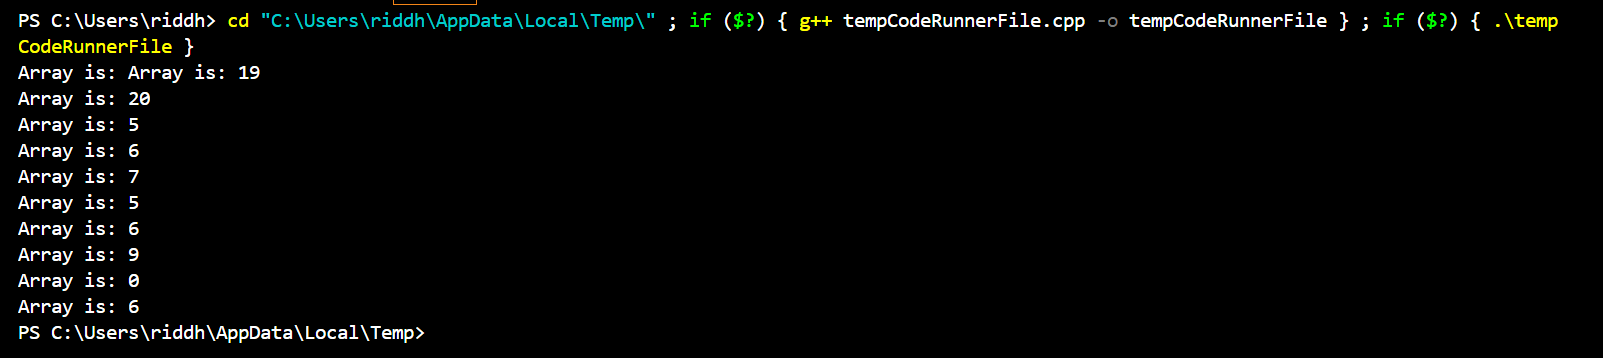 PS C:\Users\riddh> cd "C:\Users\riddh\AppData\Local\Temp\" ; if ($?) { g++ tempCodeRunnerFile.cpp -o tempCodeRunnerFile } ; if ($?) { .\temp
CodeRunnerFile }
Array is: Array is: 19
Array is: 20
Array is: 5
Array is: 6
Array is: 7
Array is: 5
Array is: 6
Array is: 9
Array is: 0
Array is: 6
PS C:\Users\riddh\AppData\Local\Temp>